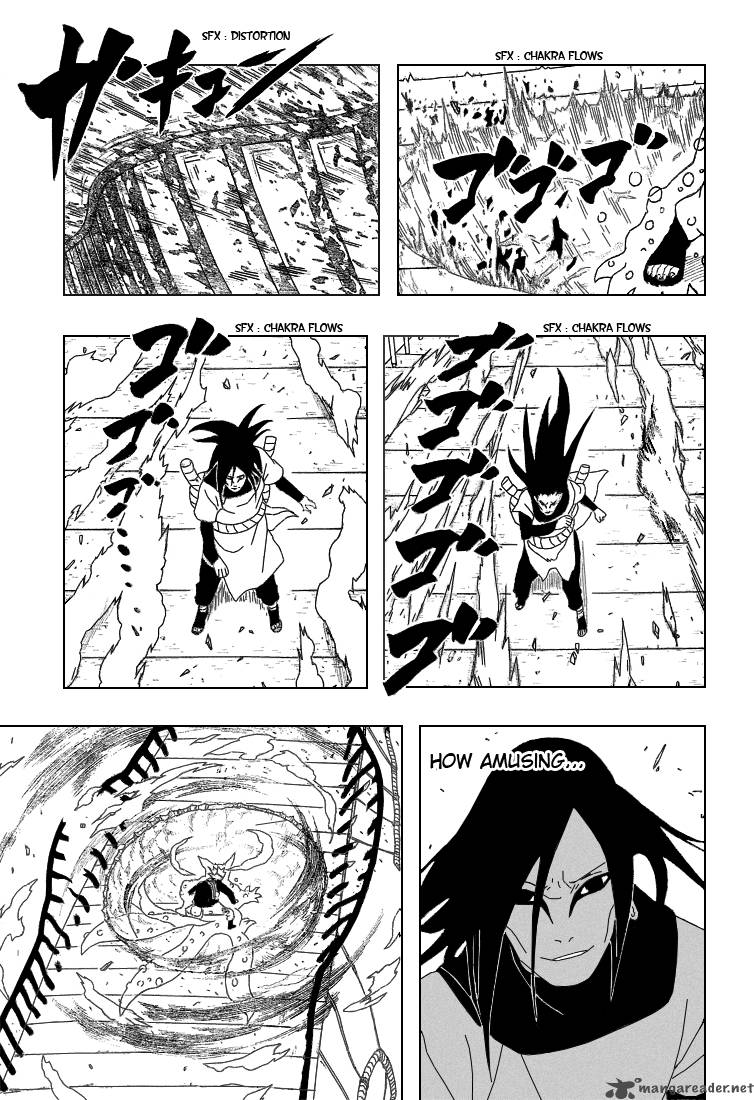 SFX : CHAKRA FLOWS
ゴゴゴ
SFX : DISTORTION
ザキュン
SFX : CHAKRA FLOWS
ゴゴゴゴゴ
SFX : CHAKRA FLOWS
ゴゴゴ...
HOW AMUSING...
mangareader.net